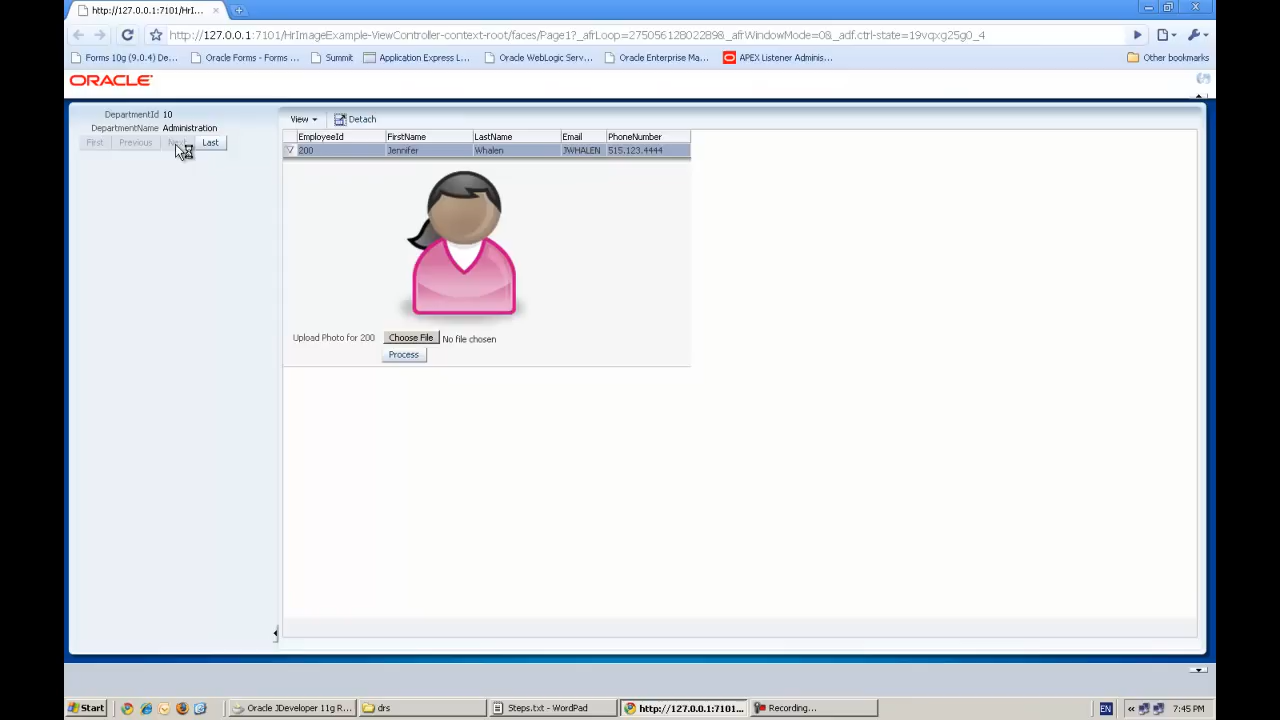 http://127.0.0.1:7101/HrI...
http://127.0.0.1:7101/HrImageExample-ViewController-context-root/faces/Page1?_afrLoop=2750561280228​9&_afrWindowMode=0&_adf.ctrl-state=19vqxg25g0_4
Forms 10g (9.0.4) De... Oracle Forms - Forms ... Summit Application Express L... Oracle WebLogic Serv... Oracle Enterprise Ma... APEX Listener Adminis... Other bookmarks
ORACLE
DepartmentId 10
DepartmentName Administration
First Previous Last
View Detach
EmployeeId FirstName LastName Email PhoneNumber
200 Jennifer Whalen JWHALEN 515.123.4444
Upload Photo for 200 Choose File No file chosen
Process
Start Oracle JDeveloper 11g R... drs Steps.txt - WordPad http://127.0.0.1:7101... Recording... EN 7:45 PM